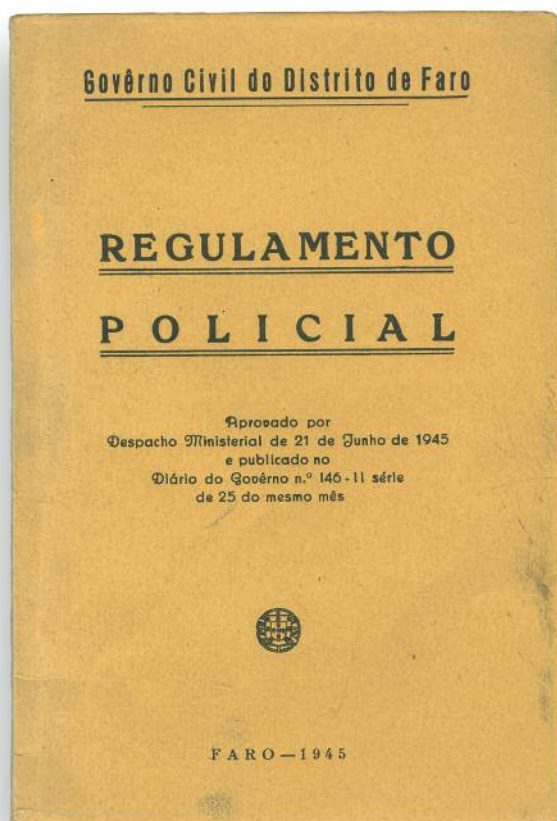 Govêrno Civil do Distrito de Faro
REGULAMENTO
POLICIAL
Aprovado por
Despacho Ministerial de 21 de Junho de 1945
e publicado no
Diário do Govêrno n.º 146-II série
de 25 do mesmo mês
FARO—1945